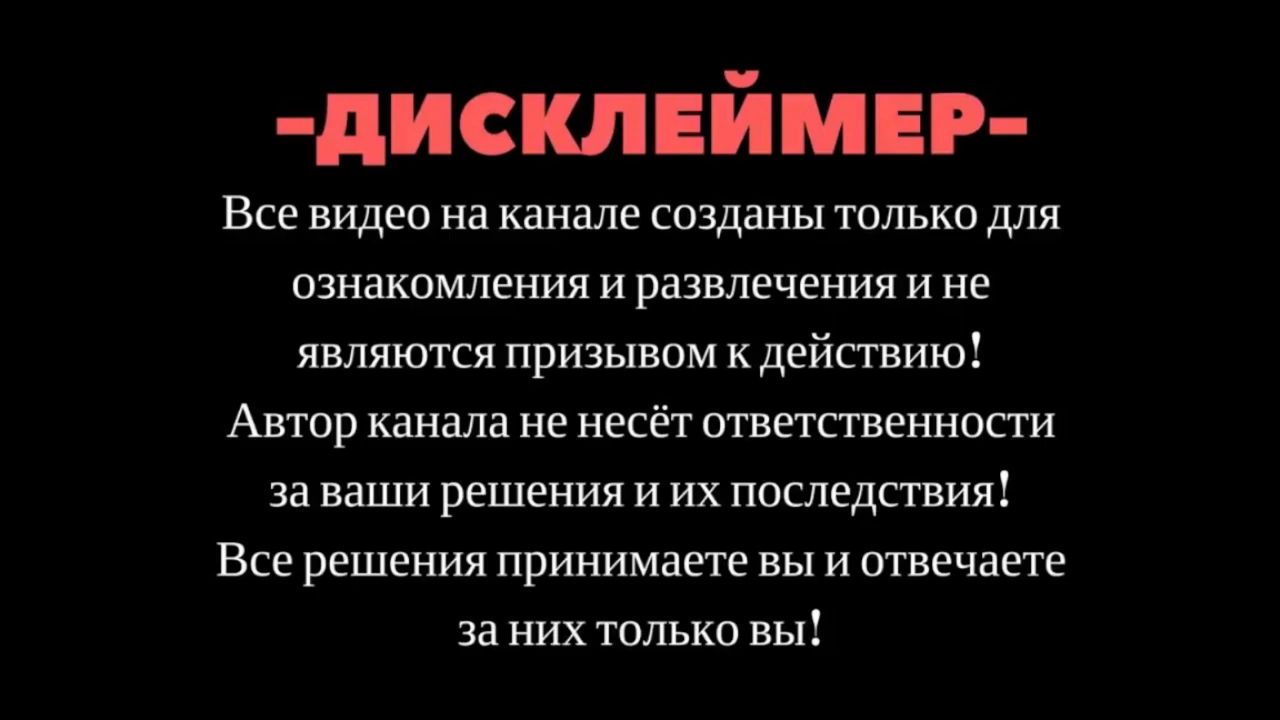 -ДИСКЛЕЙМЕР-
Все видео на канале созданы только для
ознакомления и развлечения и не
являются призывом к действию!
Автор канала не несёт ответственности
за ваши решения и их последствия!
Все решения принимаете вы и отвечаете
за них только вы!